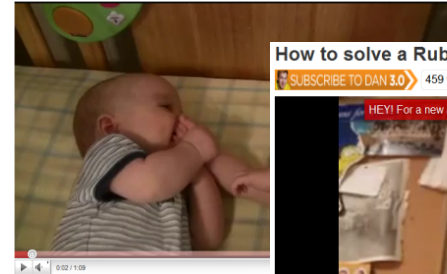 How to solve a Rub
SUBSCRIBE TO DAN 3.0 459
HEY! For a new
0:02 / 1:09